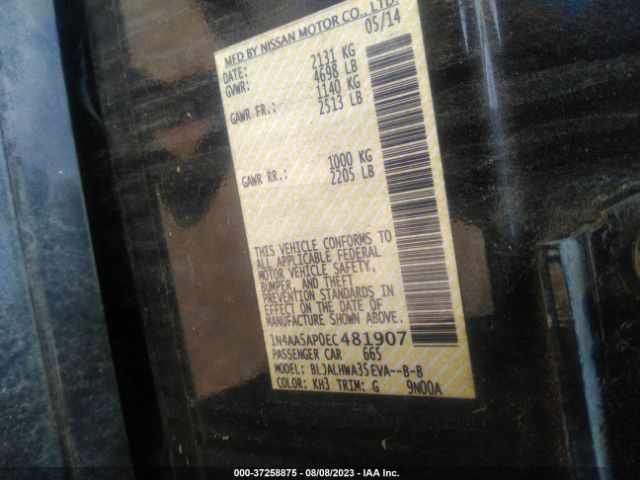 MFD BY NISSAN MOTOR CO., LTD.
DATE: 05/14
GVWR: 2131 KG
4698 LB
GAWR FR.: 1140 KG
2513 LB
GAWR RR.: 1000 KG
2205 LB
THIS VEHICLE CONFORMS TO
ALL APPLICABLE FEDERAL
MOTOR VEHICLE SAFETY,
BUMPER, AND THEFT
PREVENTION STANDARDS IN
EFFECT ON THE DATE OF
MANUFACTURE SHOWN ABOVE.
1N4AA5AP0EC481907
PASSENGER CAR 665
MODEL: BLJALHWA35EVA--B-B
COLOR: KH3 TRIM: G 9N00A
000-37258875 - 08/08/2023 - IAA Inc.